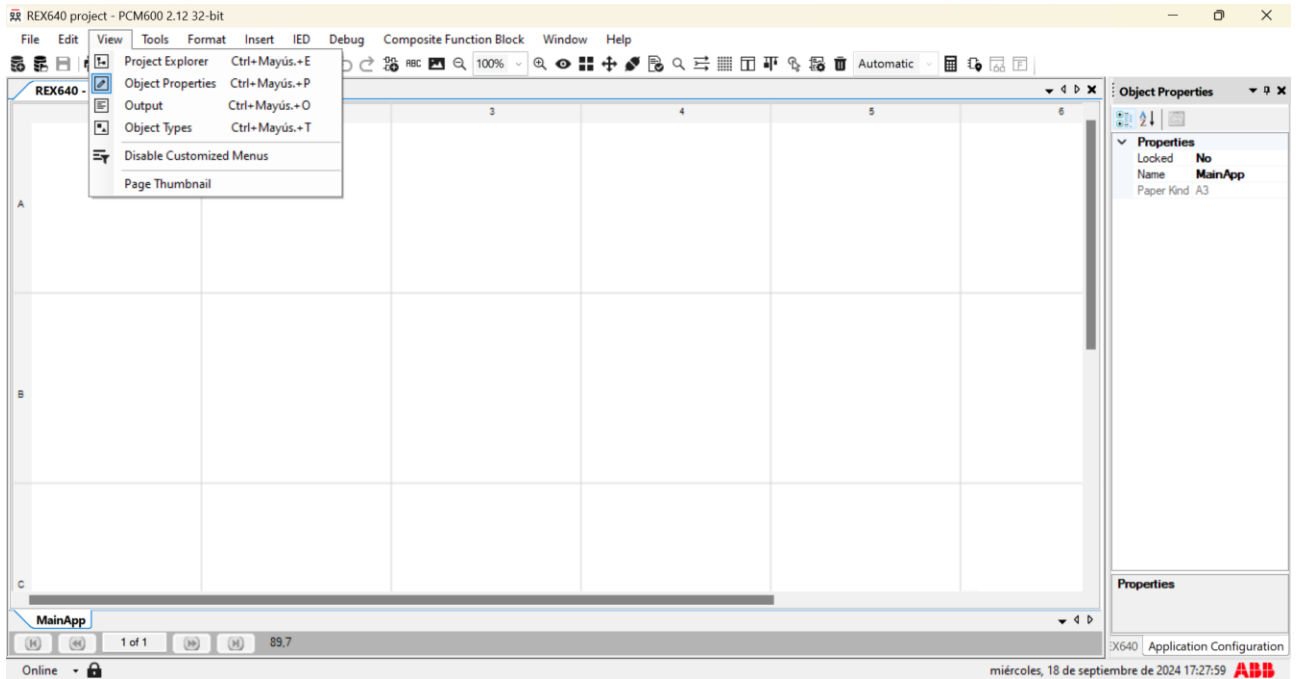 REX640 project - PCM600 2.12 32-bit
File Edit View Tools Format Insert IED Debug Composite Function Block Window Help
ABC 100% Automatic
Project Explorer Ctrl+Mayús.+E
Object Properties Ctrl+Mayús.+P
Output Ctrl+Mayús.+O
Object Types Ctrl+Mayús.+T
Disable Customized Menus
Page Thumbnail
REX640 -
3 4 5 6
A
B
C
Object Properties
Properties
Locked No
Name MainApp
Paper Kind A3
Properties
MainApp
1 of 1 89,7
EX640 Application Configuration
Online miércoles, 18 de septiembre de 2024 17:27:59 ABB